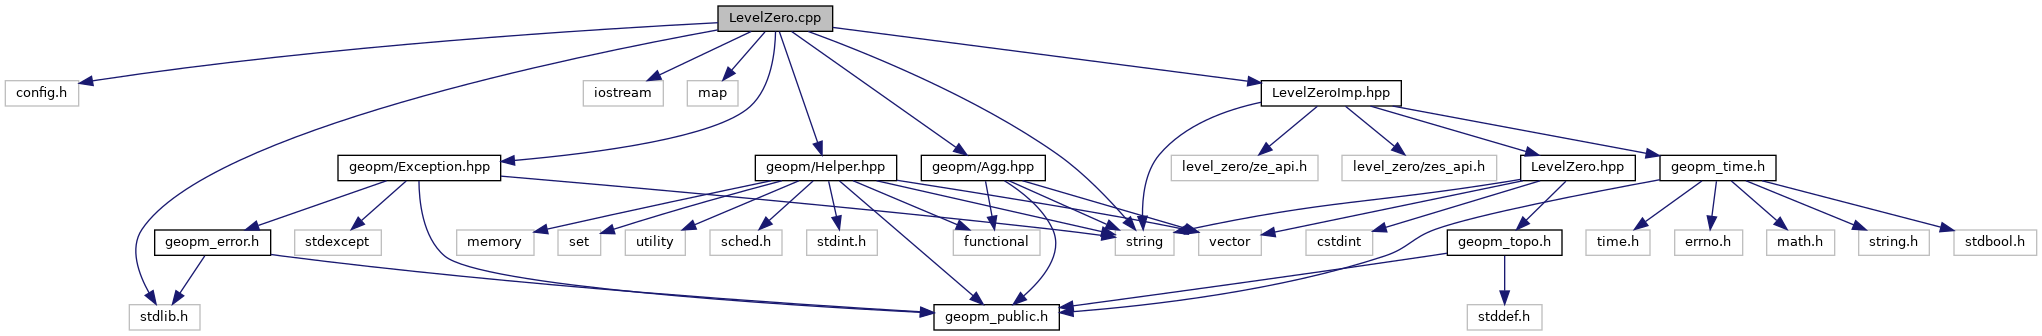 LevelZero.cpp
config.h
iostream
map
LevelZeroImp.hpp
geopm/Exception.hpp
geopm/Helper.hpp
geopm/Agg.hpp
level_zero/ze_api.h
level_zero/zes_api.h
LevelZero.hpp
geopm_time.h
geopm_error.h
stdexcept
memory
set
utility
sched.h
stdint.h
functional
string
vector
cstdint
geopm_topo.h
time.h
errno.h
math.h
string.h
stdbool.h
stdlib.h
geopm_public.h
stddef.h